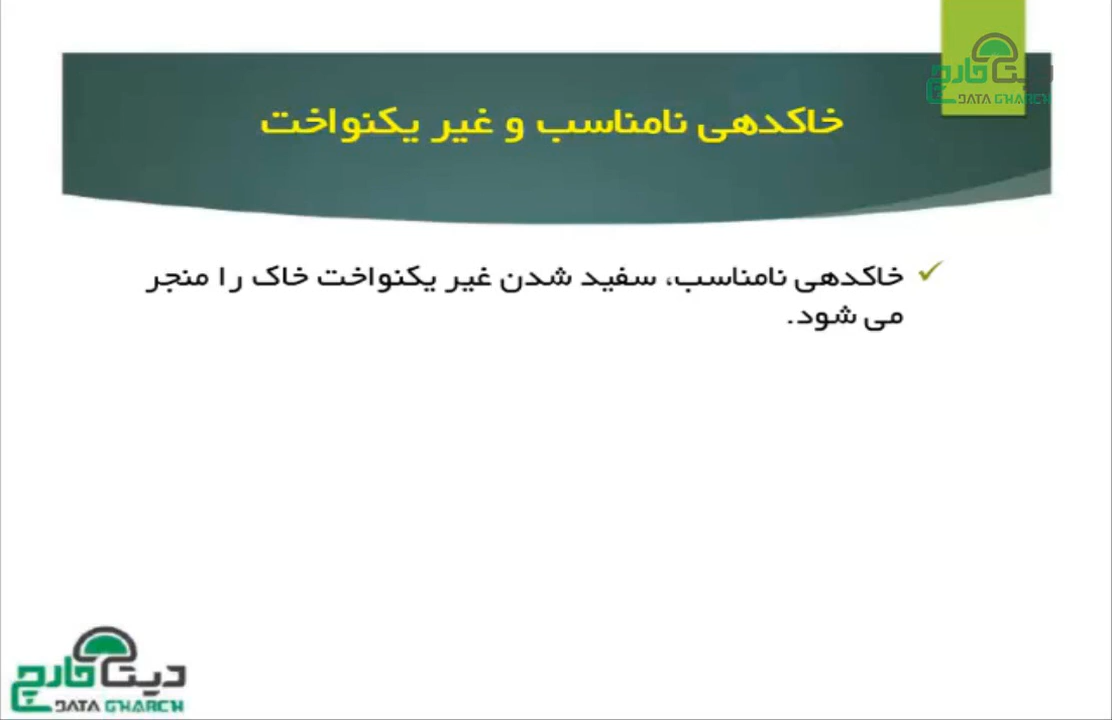 دیتا قارچ
DATA GHARCH
خاکدهی نامناسب و غیر یکنواخت
خاکدهی نامناسب، سفید شدن غیر یکنواخت خاک را منجر
می شود.
دیتا قارچ
DATA GHARCH